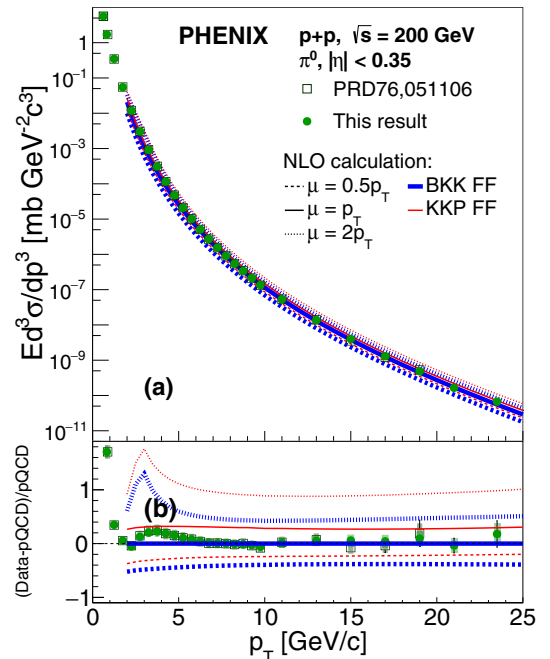 PHENIX
p+p, √s = 200 GeV
π⁰, |η| < 0.35
PRD76,051106
This result
NLO calculation:
μ = 0.5p_T
μ = p_T
μ = 2p_T
BKK FF
KKP FF
Ed³σ/dp³ [mb GeV⁻²c³]
10
10⁻¹
10⁻³
10⁻⁵
10⁻⁷
10⁻⁹
10⁻¹¹
(a)
(Data-pQCD)/pQCD
1
0
−1
(b)
0 5 10 15 20 25
p_T [GeV/c]